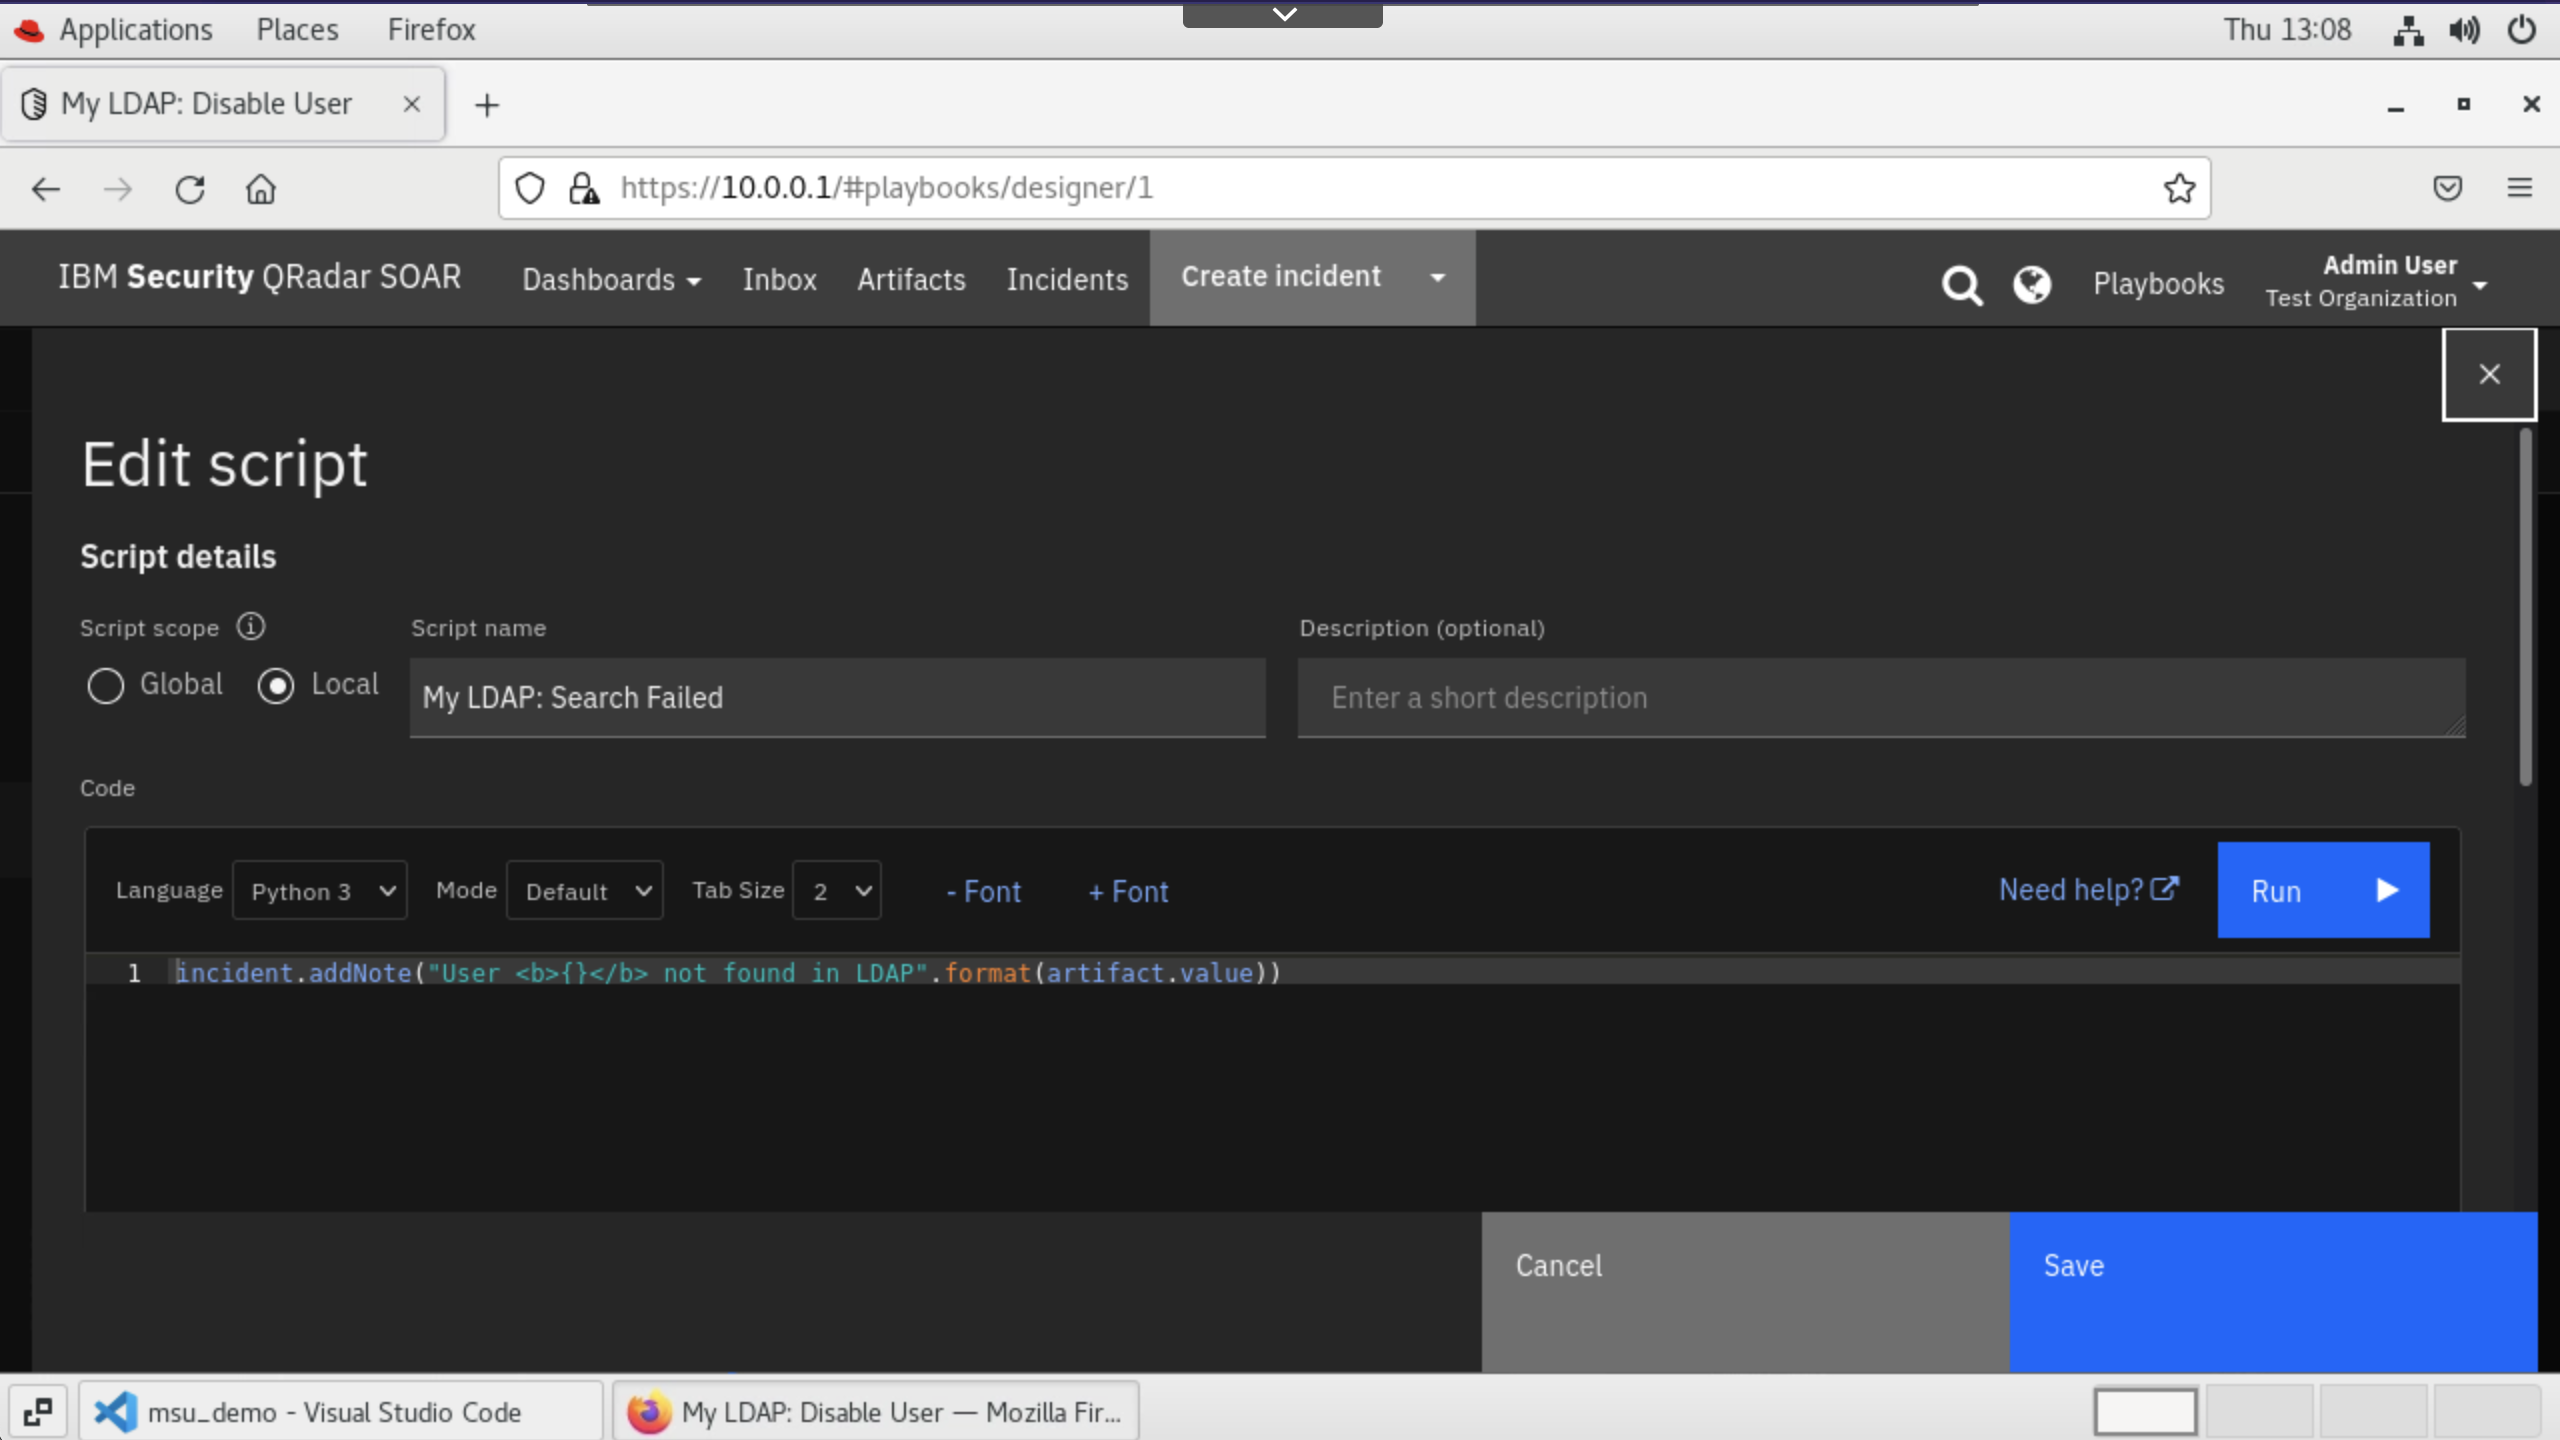 Applications Places Firefox Thu 13:08
My LDAP: Disable User
https://10.0.0.1/#playbooks/designer/1
IBM Security QRadar SOAR Dashboards Inbox Artifacts Incidents Create incident Playbooks Admin User
Test Organization
Edit script
Script details
Script scope Script name Description (optional)
Global Local My LDAP: Search Failed Enter a short description
Code
Language Python 3 Mode Default Tab Size 2 - Font + Font Need help? Run
1 incident.addNote("User <b>{}</b> not found in LDAP".format(artifact.value))
Cancel Save
msu_demo - Visual Studio Code My LDAP: Disable User — Mozilla Fir...